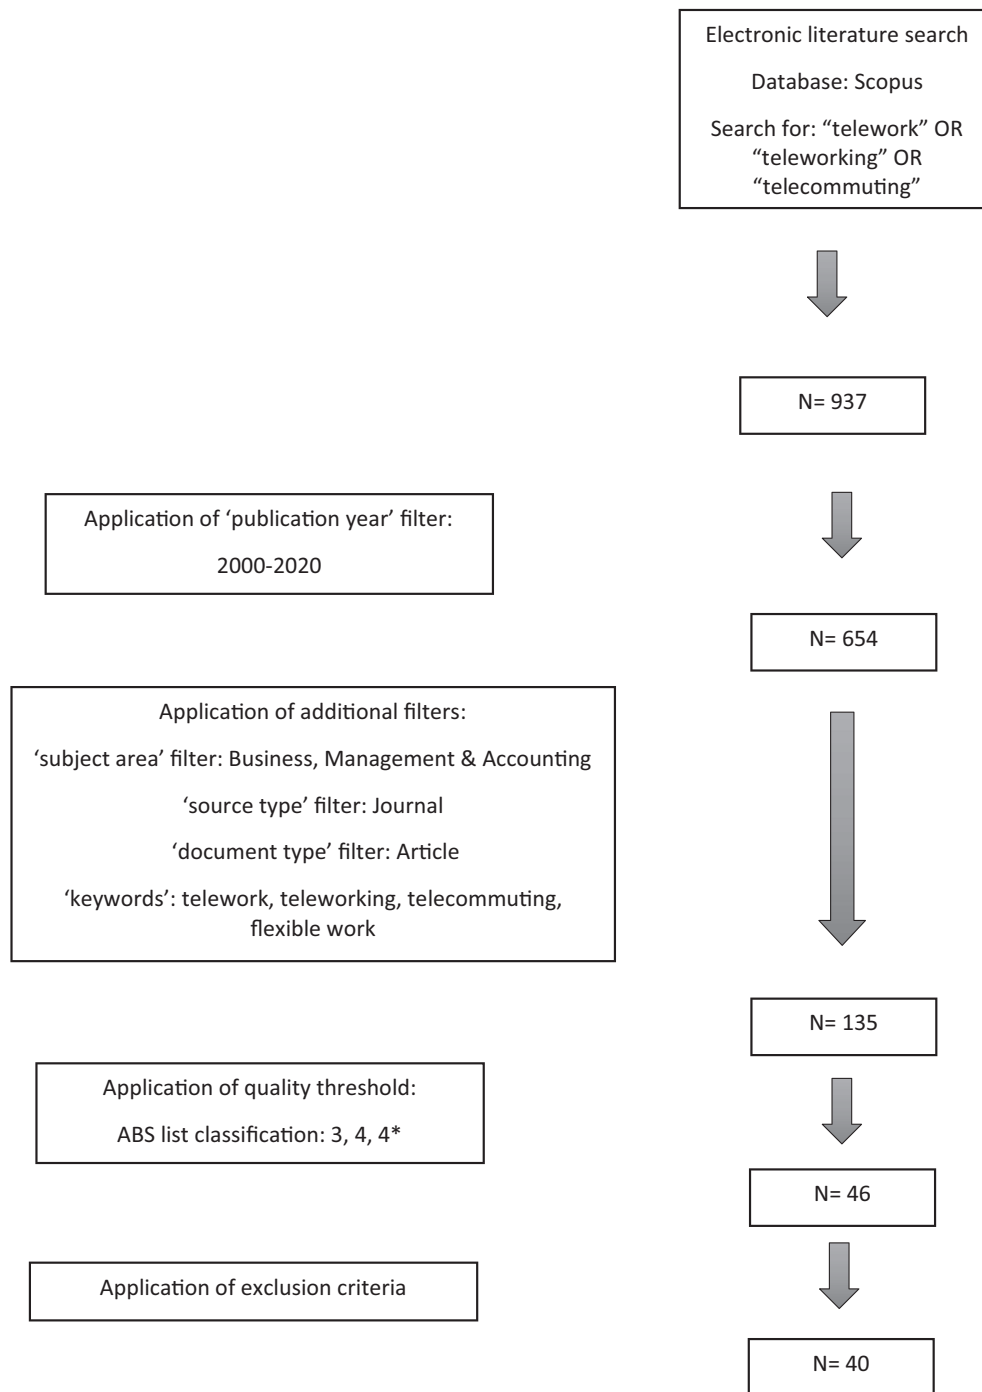 Electronic literature search
Database: Scopus
Search for: “telework” OR
“teleworking” OR
“telecommuting”
N= 937
Application of ‘publication year’ filter:
2000-2020
N= 654
Application of additional filters:
‘subject area’ filter: Business, Management & Accounting
‘source type’ filter: Journal
‘document type’ filter: Article
‘keywords’: telework, teleworking, telecommuting,
flexible work
N= 135
Application of quality threshold:
ABS list classification: 3, 4, 4*
N= 46
Application of exclusion criteria
N= 40